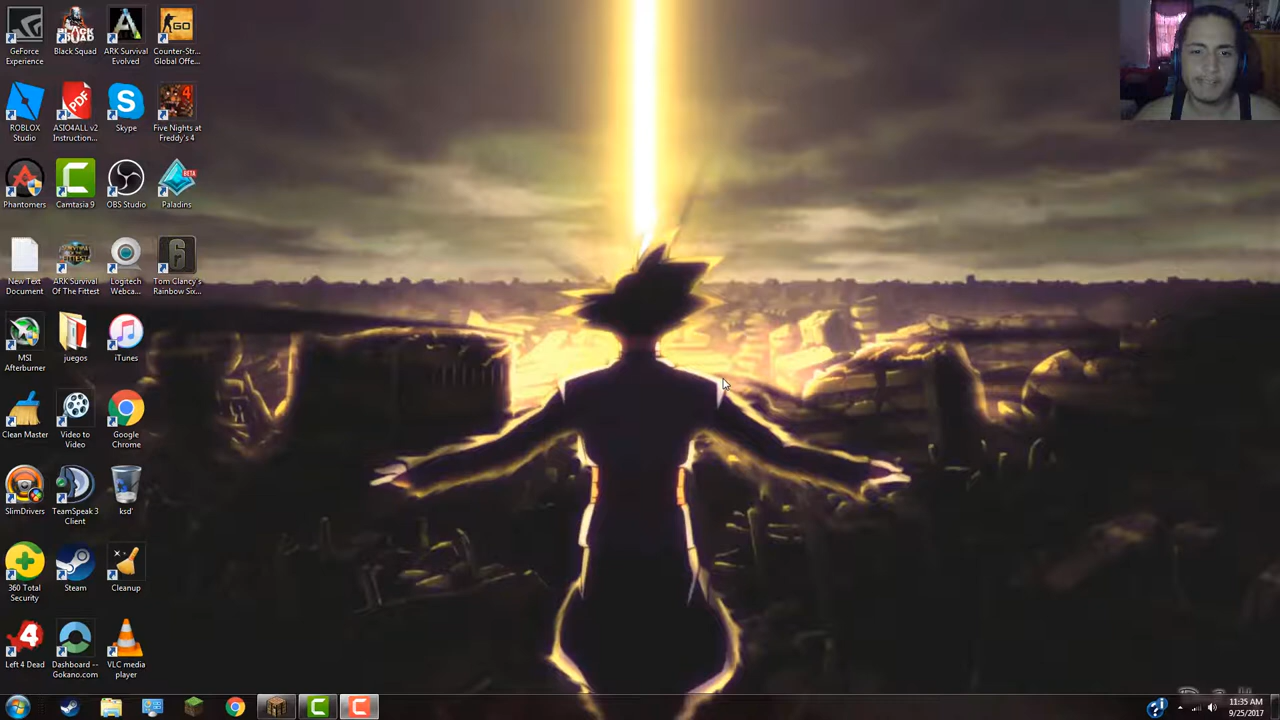 GeForce
Experience
Black Squad
ARK Survival
Evolved
Counter-Str...
Global Offe...
ROBLOX
Studio
ASIO4ALL v2
Instruction...
Skype
Five Nights at
Freddy's 4
Phantomers
Camtasia 9
OBS Studio
Paladins
New Text
Document
ARK Survival
Of The Fittest
Logitech
Webca...
Tom Clancy's
Rainbow Six...
MSI
Afterburner
juegos
iTunes
Clean Master
Video to
Video
Google
Chrome
SlimDrivers
TeamSpeak 3
Client
ksd'
360 Total
Security
Steam
Cleanup
Left 4 Dead
Dashboard --
Gokano.com
VLC media
player
11:35 AM
9/25/2017